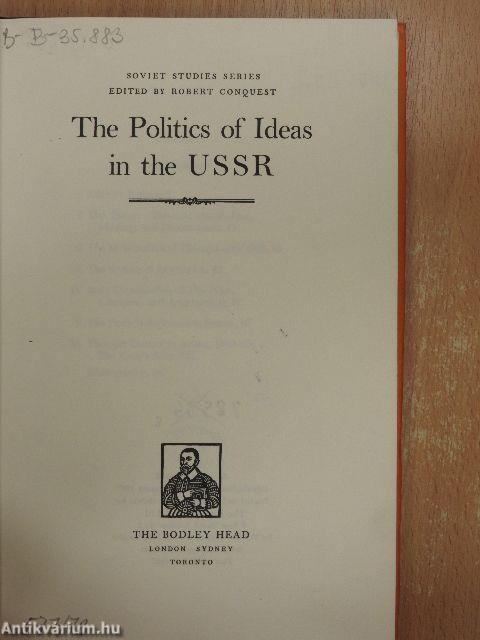 B-B-35.883
SOVIET STUDIES SERIES
EDITED BY ROBERT CONQUEST
The Politics of Ideas
in the USSR
THE BODLEY HEAD
LONDON SYDNEY
TORONTO
Antikvárium.hu